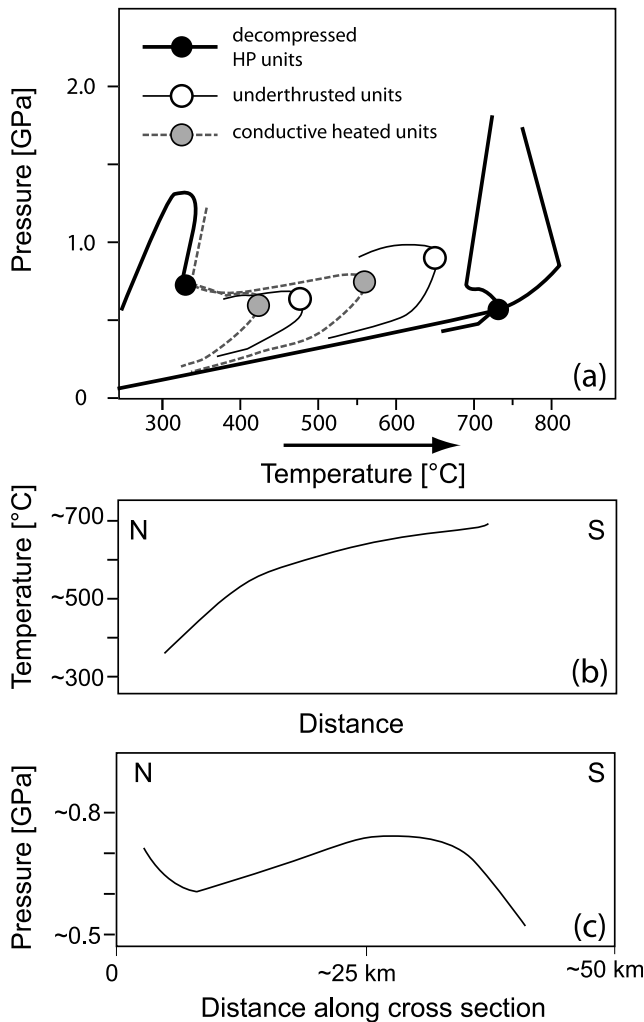 decompressed
HP units
underthrusted units
conductive heated units
Pressure [GPa]
2.0
1.0
0
(a)
300 400 500 600 700 800
Temperature [°C]
Temperature [°C]
~700
~500
~300
N
S
(b)
Distance
Pressure [GPa]
~0.8
~0.5
N
S
(c)
0 ~25 km ~50 km
Distance along cross section